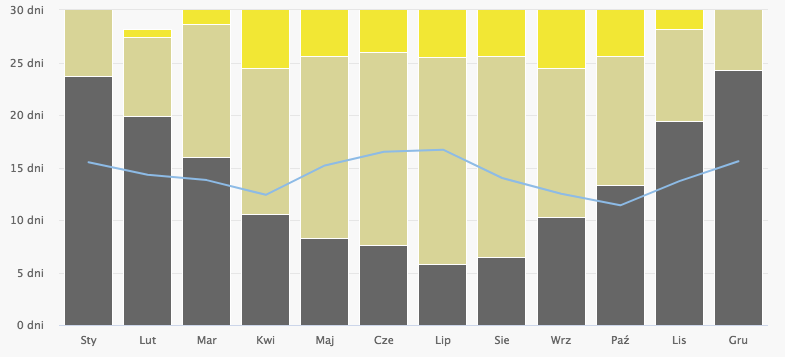 30 dni
25 dni
20 dni
15 dni
10 dni
5 dni
0 dni
Sty Lut Mar Kwi Maj Cze Lip Sie Wrz Paź Lis Gru